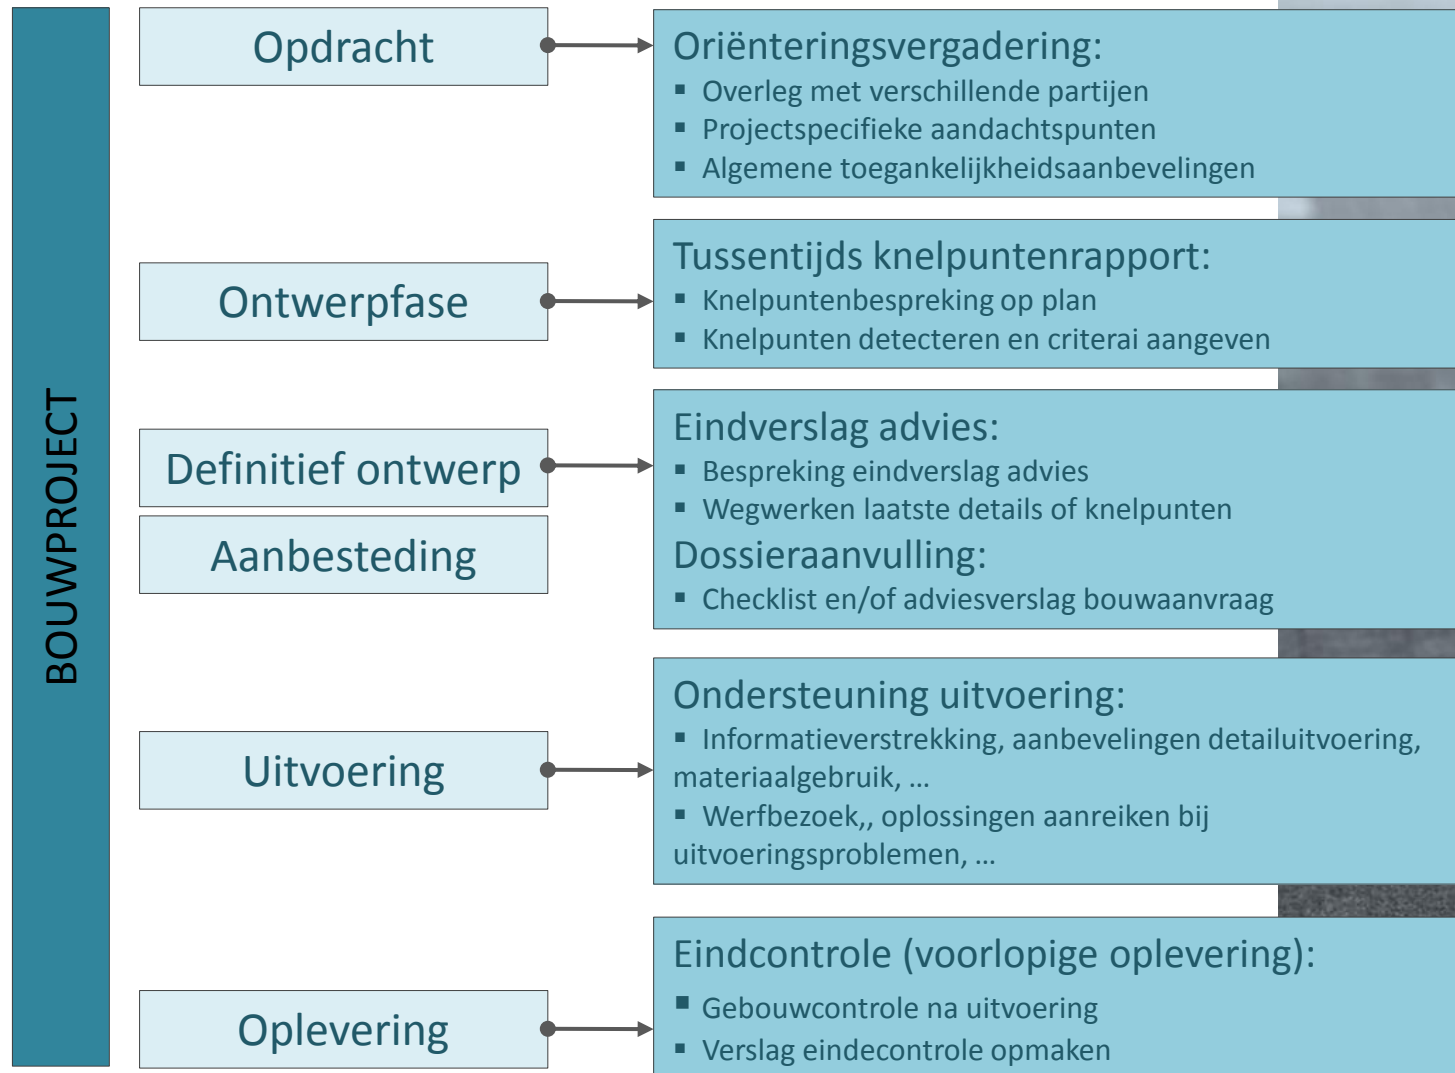 BOUWPROJECT
Opdracht
Oriënteringsvergadering:
▪ Overleg met verschillende partijen
▪ Projectspecifieke aandachtspunten
▪ Algemene toegankelijkheidsaanbevelingen
Ontwerpfase
Tussentijds knelpuntenrapport:
▪ Knelpuntenbespreking op plan
▪ Knelpunten detecteren en criterai aangeven
Definitief ontwerp
Aanbesteding
Eindverslag advies:
▪ Bespreking eindverslag advies
▪ Wegwerken laatste details of knelpunten
Dossieraanvulling:
▪ Checklist en/of adviesverslag bouwaanvraag
Uitvoering
Ondersteuning uitvoering:
▪ Informatieverstrekking, aanbevelingen detailuitvoering,
materiaalgebruik, …
▪ Werfbezoek,, oplossingen aanreiken bij
uitvoeringsproblemen, …
Oplevering
Eindcontrole (voorlopige oplevering):
▪ Gebouwcontrole na uitvoering
▪ Verslag eindecontrole opmaken